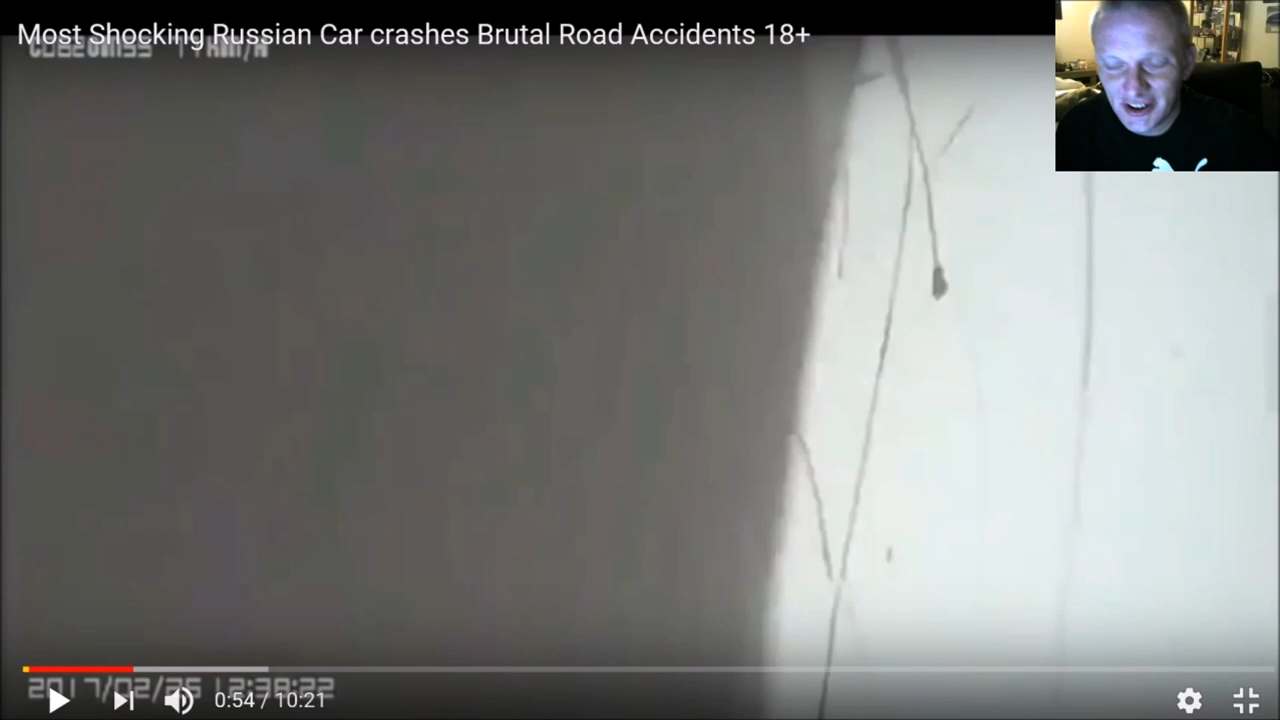 Most Shocking Russian Car crashes Brutal Road Accidents 18+
2017/02/26 12:38:22
0:54 / 10:21